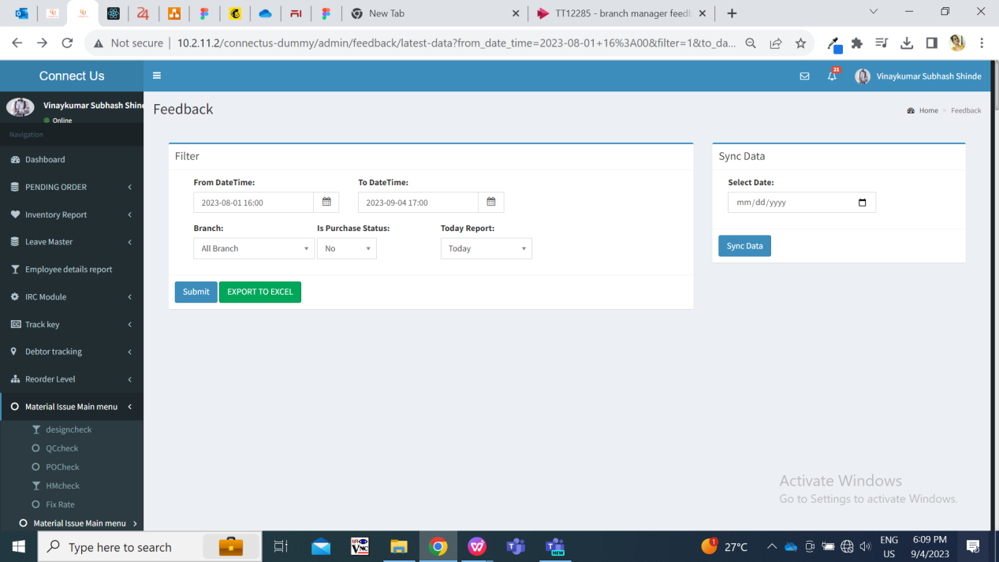 New Tab
TT12285 - branch manager feedb
Not secure
10.2.11.2/connectus-dummy/admin/feedback/latest-data?from_date_time=2023-08-01+16%3A00&filter=1&to_da...
Connect Us
21
Vinaykumar Subhash Shinde
Vinaykumar Subhash Shind
Online
Feedback
Home > Feedback
Navigation
Dashboard
PENDING ORDER
Inventory Report
Leave Master
Employee details report
IRC Module
Track key
Debtor tracking
Reorder Level
Material Issue Main menu
designcheck
QCcheck
POCheck
HMcheck
Fix Rate
Material Issue Main menu
Filter
From DateTime: To DateTime:
2023-08-01 16:00 2023-09-04 17:00
Branch: Is Purchase Status: Today Report:
All Branch No Today
Submit EXPORT TO EXCEL
Sync Data
Select Date:
mm/dd/yyyy
Sync Data
Activate Windows
Go to Settings to activate Windows.
Type here to search
VNC
NEW
1
27°C
ENG
US
6:09 PM
9/4/2023